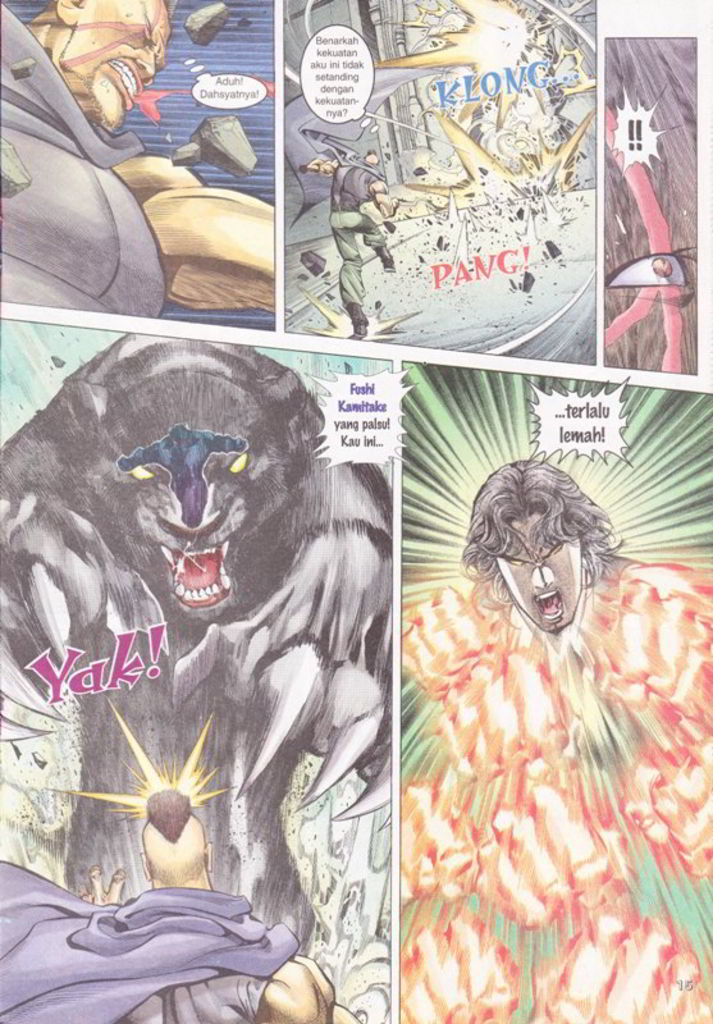 Aduh!
Dahsyatnya!
Benarkah
kekuatan
aku ini tidak
setanding
dengan
kekuatan-
nya?
KLONG...
PANG!
!!
Fushi
Kamitake
yang palsu!
Kau ini...
...terlalu
lemah!
Yak!
15